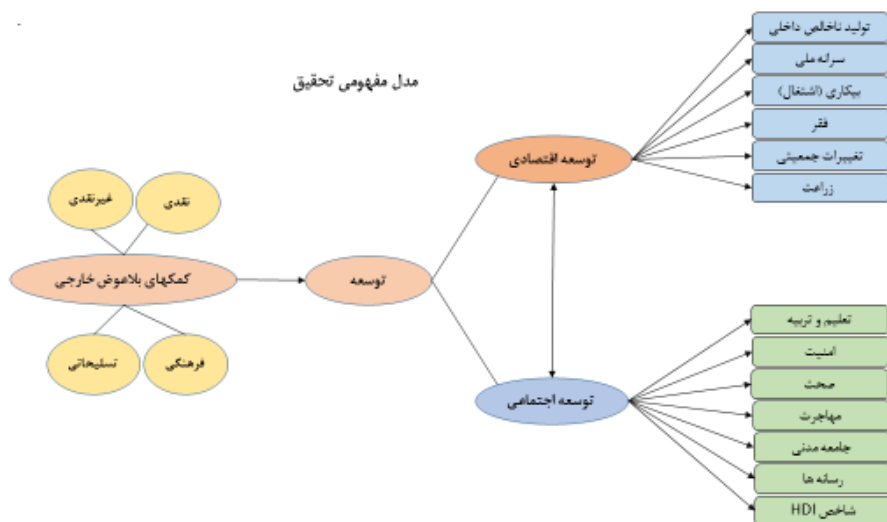 مدل مفهومی تحقیق
تولید ناخالص داخلی
سرانه ملی
بیکاری (اشتغال)
فقر
تغییرات جمعیتی
زراعت
توسعه اقتصادی
نقدی
غیرنقدی
کمکهای بلاعوض خارجی
توسعه
فرهنگی
تسلیحاتی
توسعه اجتماعی
تعلیم و تربیه
امنیت
صحت
مهاجرت
جامعه مدنی
رسانه ها
شاخص HDI